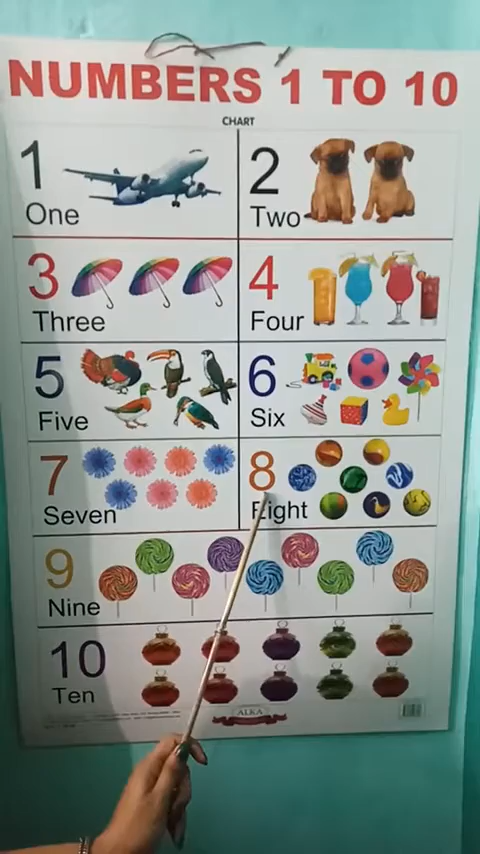 NUMBERS 1 TO 10
CHART
1
One
2
Two
3
Three
4
Four
5
Five
6
Six
7
Seven
8
Eight
9
Nine
10
Ten
ALKA